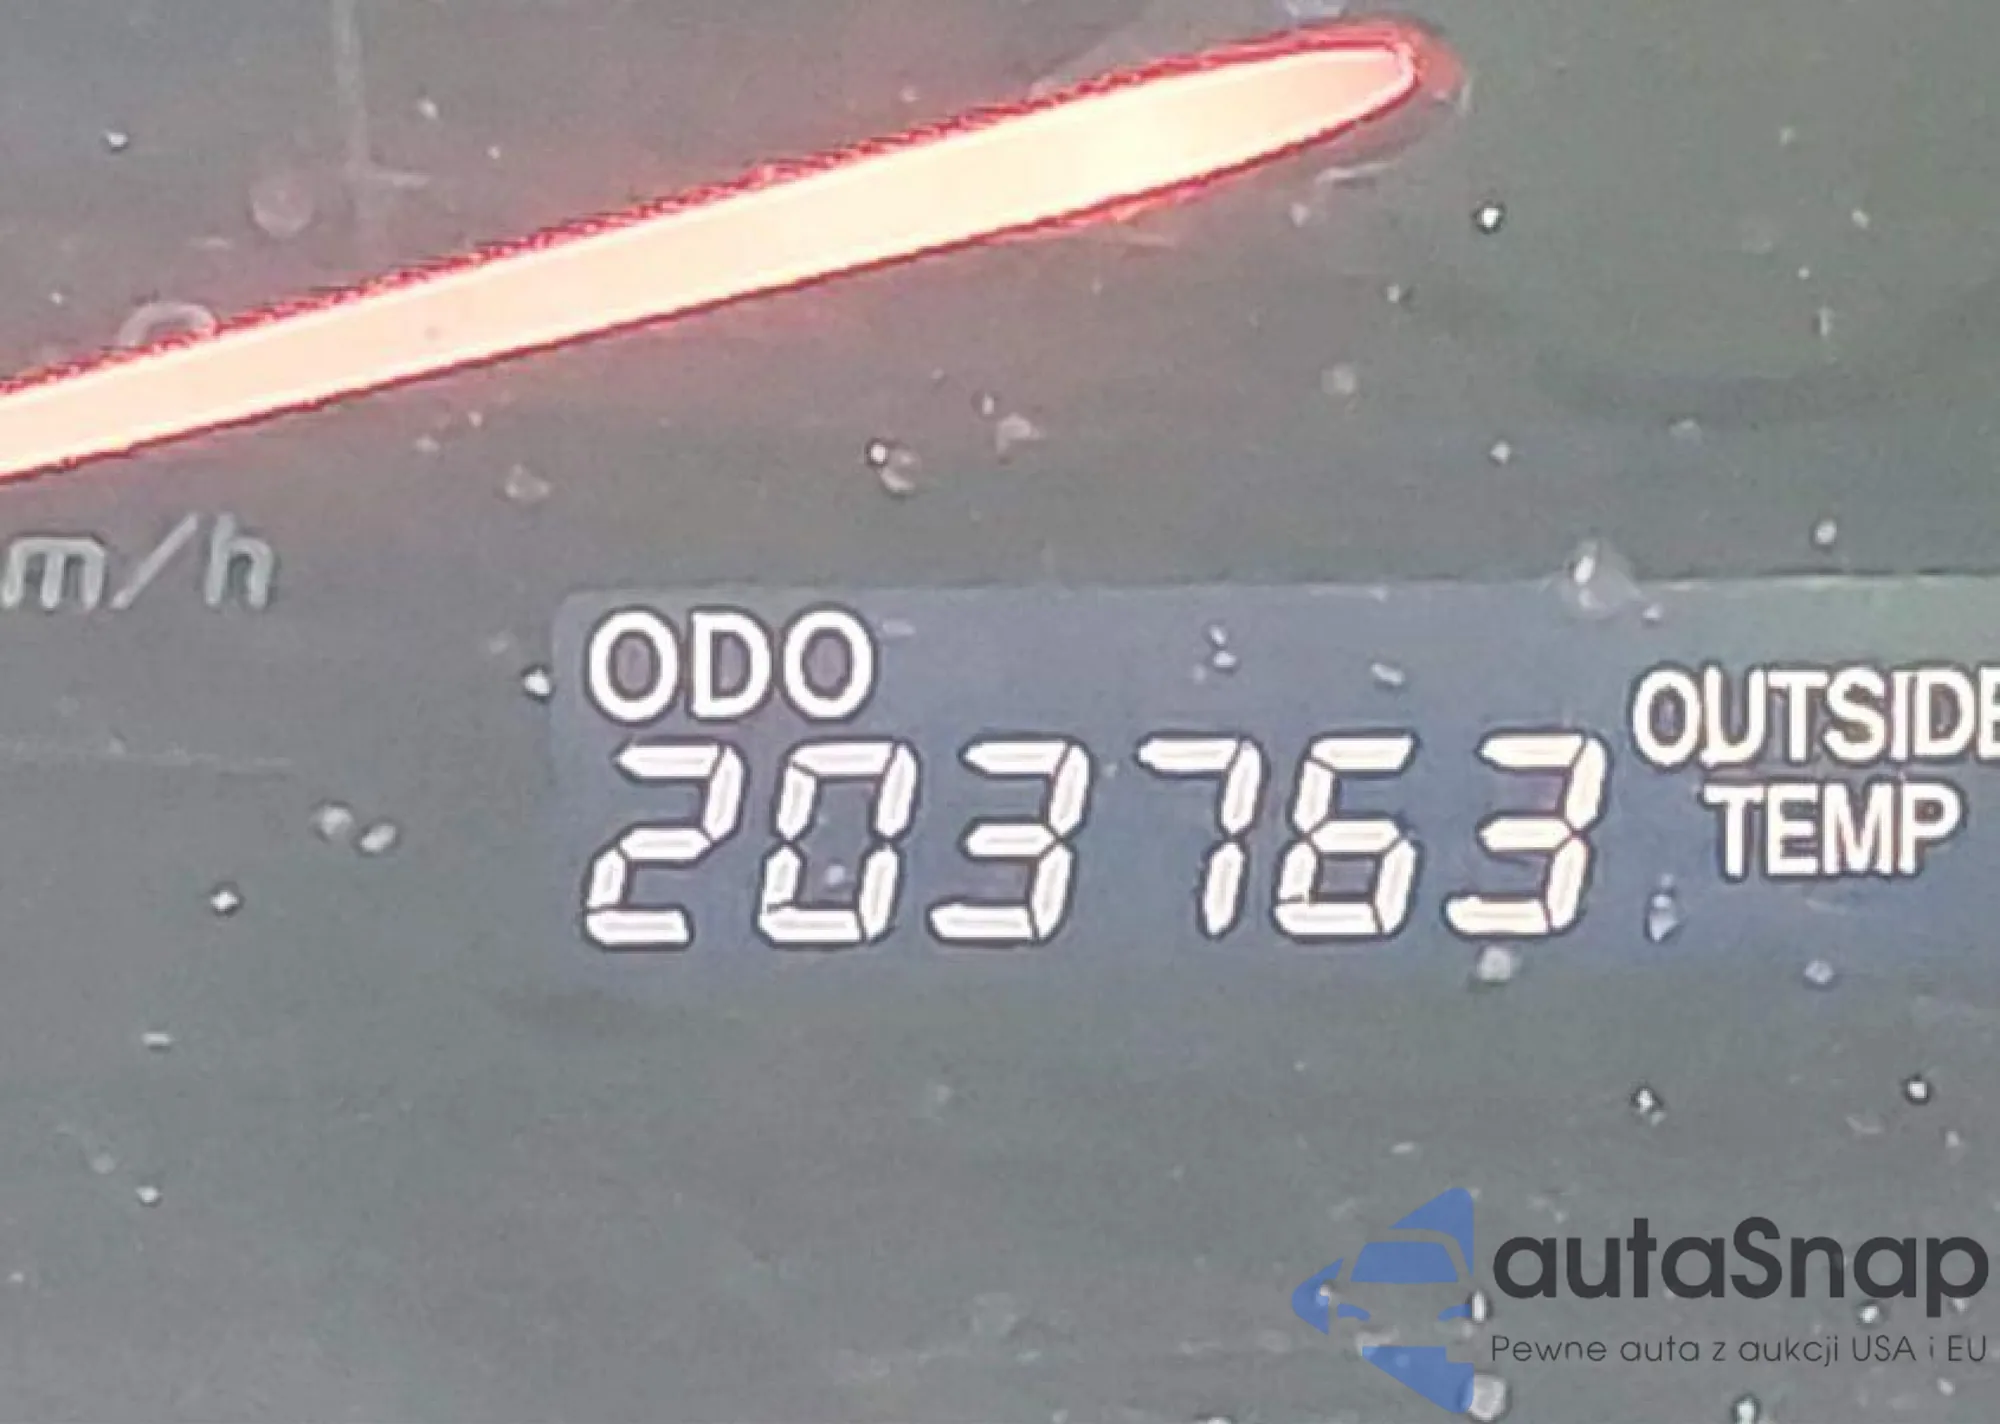 m/h
ODO
203763
OUTSIDE
TEMP
autaSnap
Pewne auta z aukcji USA i EU